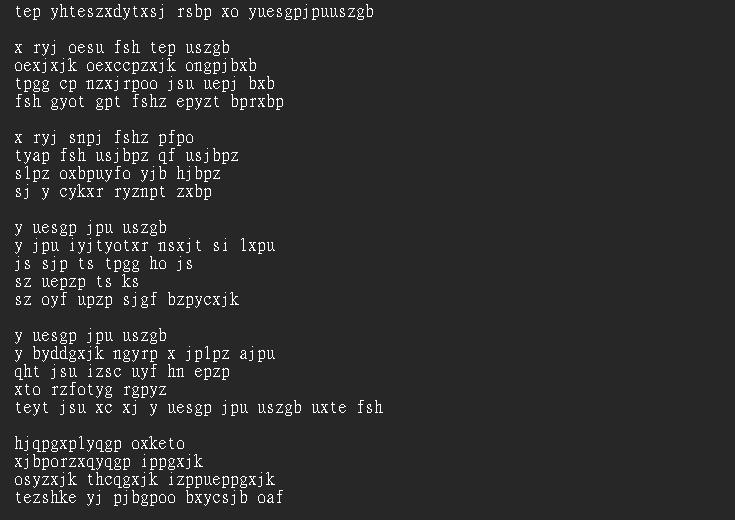 tep yhteszxdytxsj rsbp xo yuesgpjpuuszgb
x ryj oesu fsh tep uszgb
oexjxjk oexccpzxjk ongpjbxb
tpgg cp nzxjrpoo jsu uepj bxb
fsh gyot gpt fshz epyzt bprxbp
x ryj snpj fshz pfpo
tyap fsh usjbpz qf usjbpz
slpz oxbpuyfo yjb hjbpz
sj y cykxr ryznpt zxbp
y uesgp jpu uszgb
y jpu iyjtyotxr nsxjt si lxpu
js sjp ts tpgg ho js
sz uepzp ts ks
sz oyf upzp sjgf bzpycxjk
y uesgp jpu uszgb
y byddgxjk ngyrp x jplpz ajpu
qht jsu izsc uyf hn epzp
xto rzfotyg rgpyz
teyt jsu xc xj y uesgp jpu uszgb uxte fsh
hjqpgxplyqgp oxketo
xjbporzxqyqgp ippgxjk
osyzxjk thcqgxjk izppueppgxjk
tezshke yj pjbgpoo bxycsjb oaf